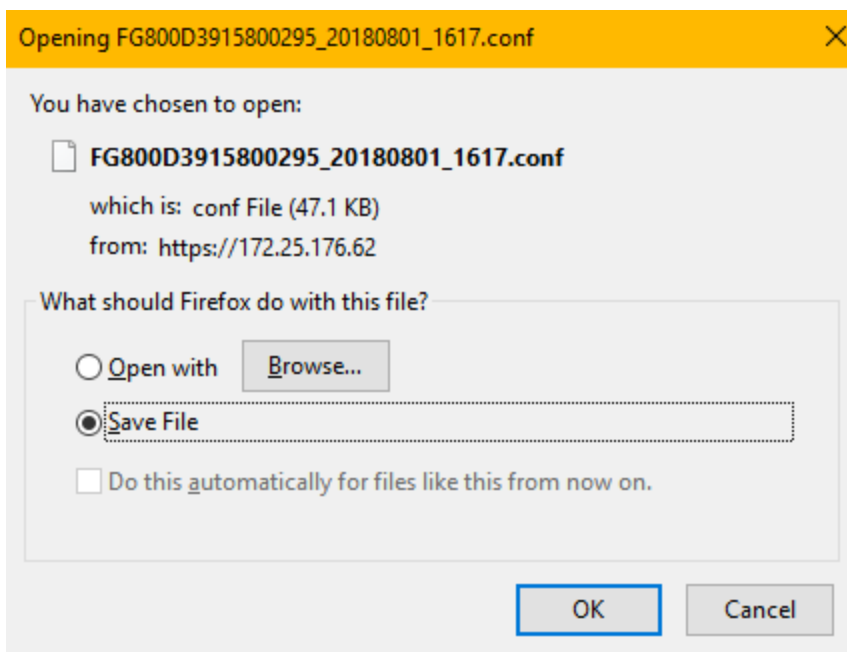 Opening FG800D3915800295_20180801_1617.conf
You have chosen to open:
FG800D3915800295_20180801_1617.conf
which is: conf File (47.1 KB)
from: https://172.25.176.62
What should Firefox do with this file?
Open with Browse...
Save File
Do this automatically for files like this from now on.
OK Cancel